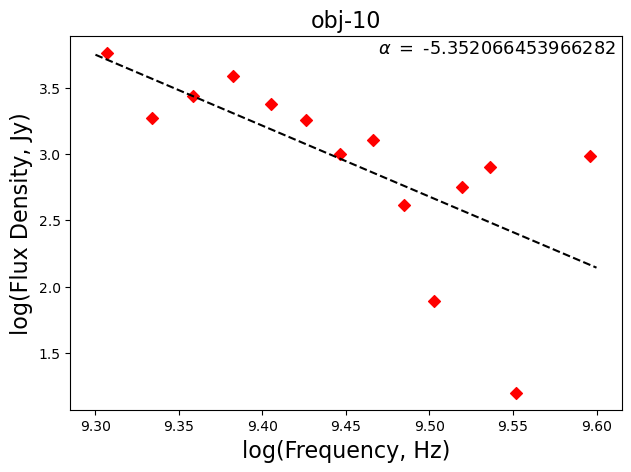 obj-10
α = -5.352066453966282
log(Flux Density, Jy)
3.5
3.0
2.5
2.0
1.5
9.30 9.35 9.40 9.45 9.50 9.55 9.60
log(Frequency, Hz)